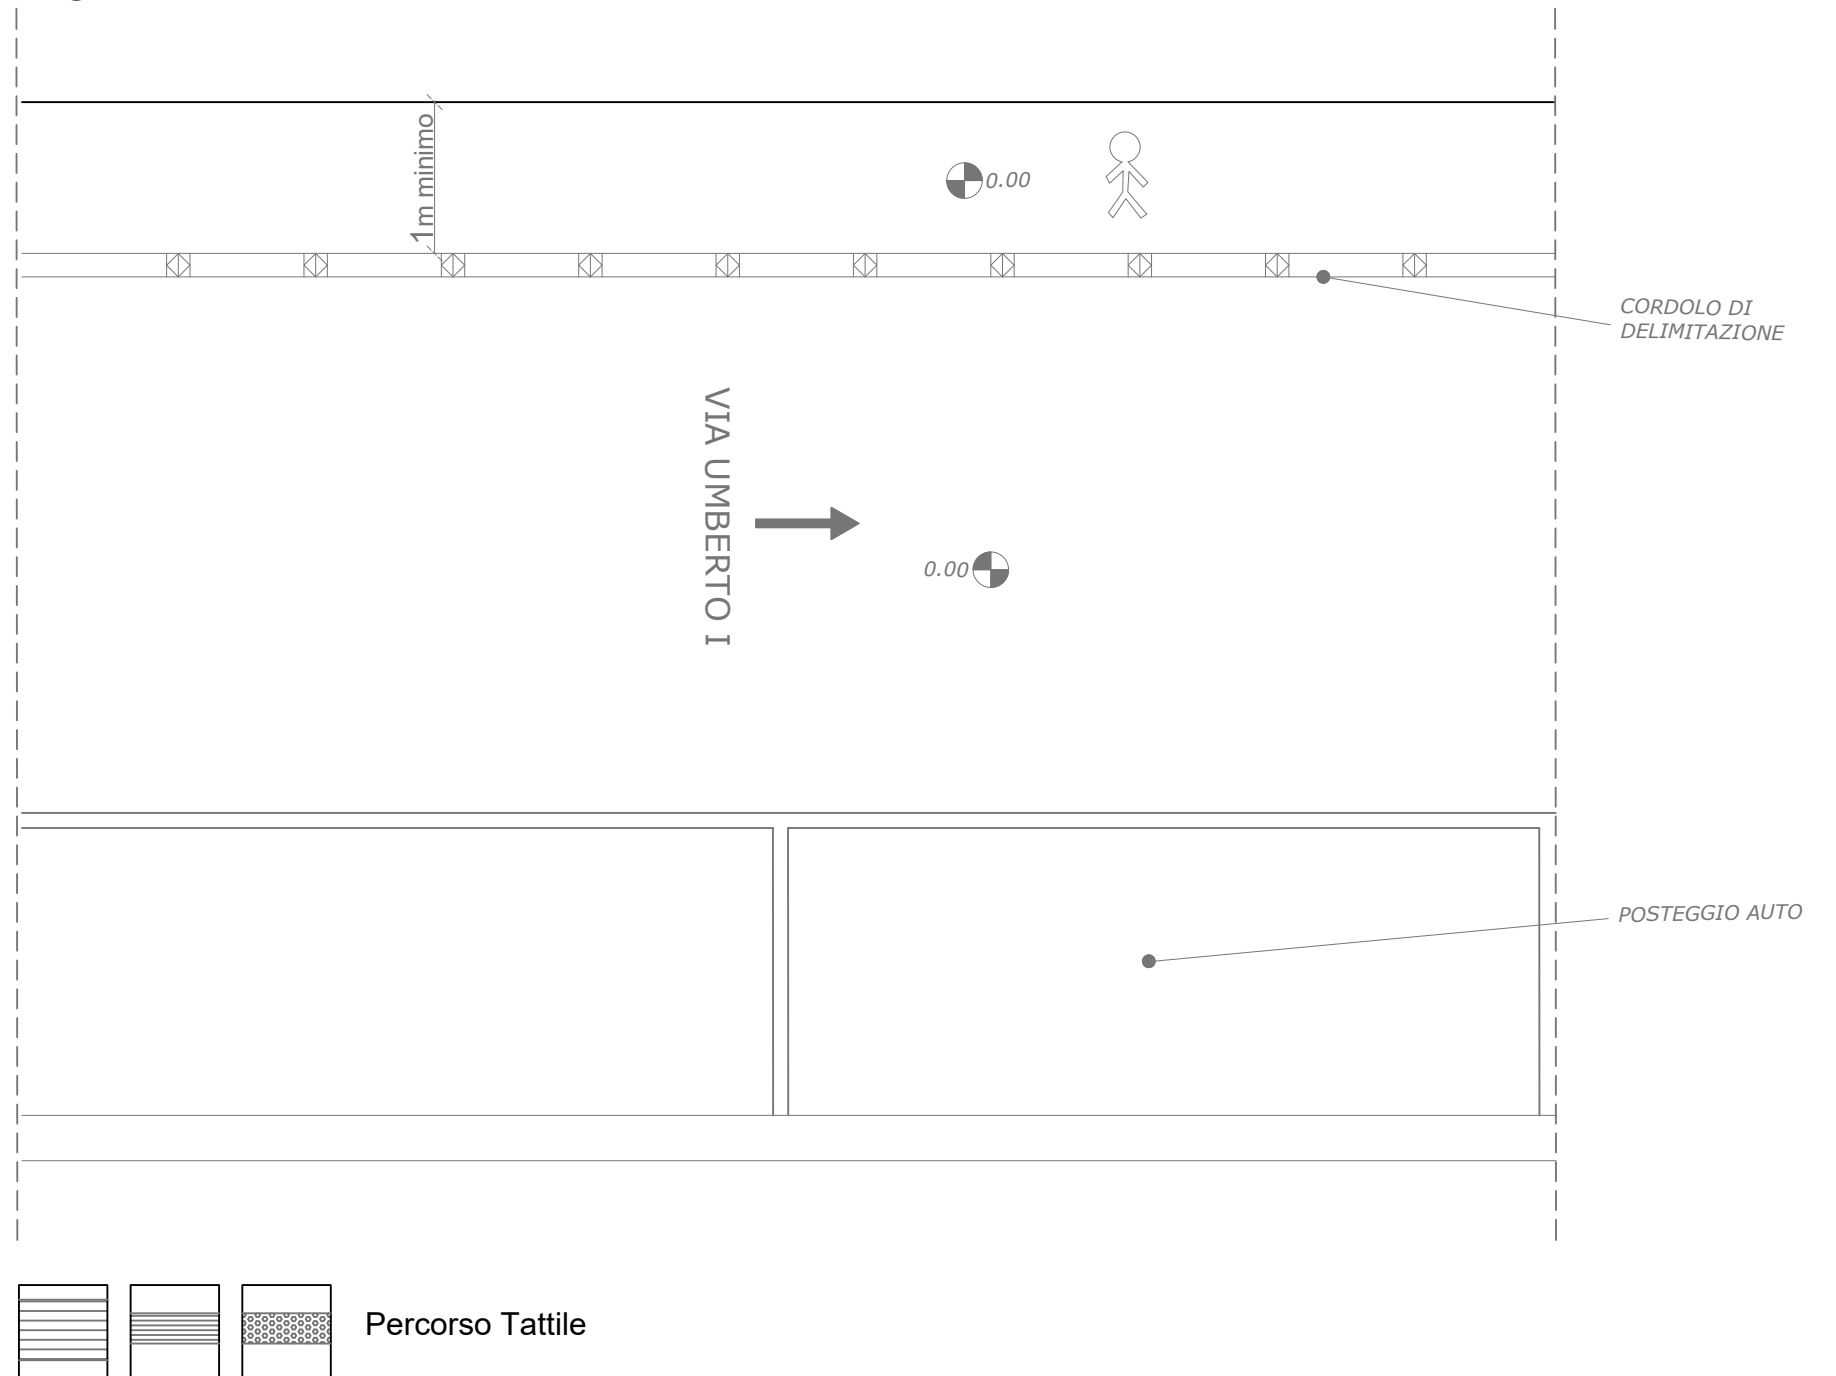 1m minimo
0.00
CORDOLO DI
DELIMITAZIONE
VIA UMBERTO I
0.00
POSTEGGIO AUTO
Percorso Tattile